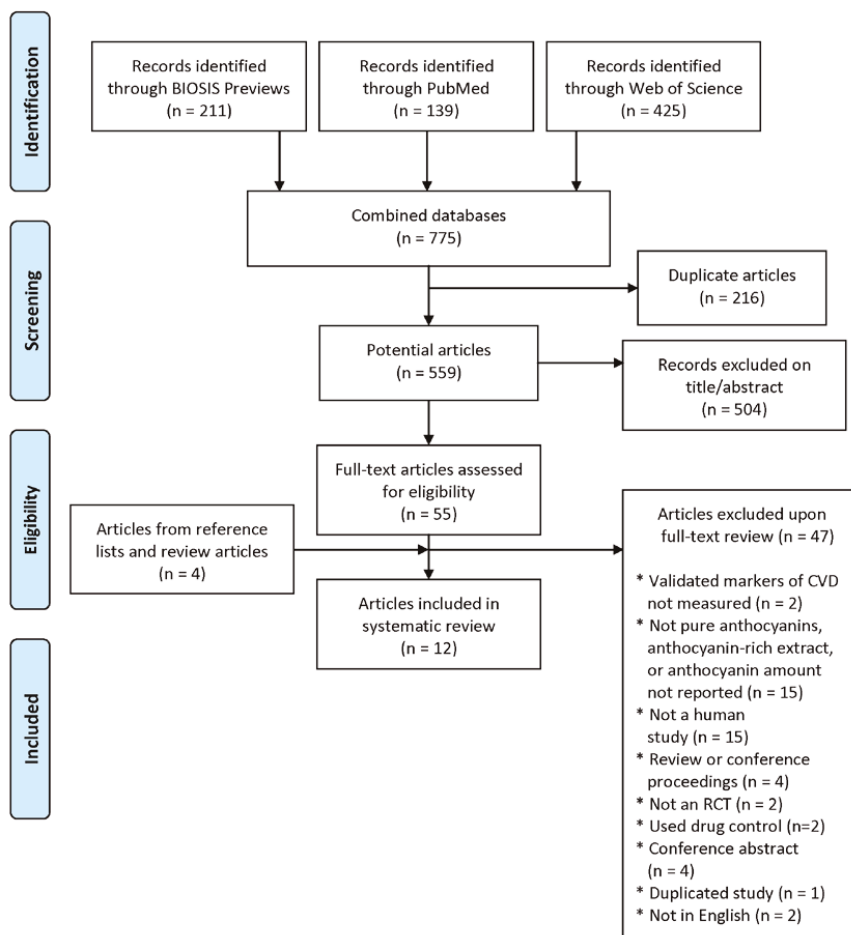 Identification
Records identified
through BIOSIS Previews
(n = 211)
Records identified
through PubMed
(n = 139)
Records identified
through Web of Science
(n = 425)
Combined databases
(n = 775)
Screening
Duplicate articles
(n = 216)
Potential articles
(n = 559)
Records excluded on
title/abstract
(n = 504)
Eligibility
Full-text articles assessed
for eligibility
(n = 55)
Articles from reference
lists and review articles
(n = 4)
Articles excluded upon
full-text review (n = 47)
* Validated markers of CVD
not measured (n = 2)
* Not pure anthocyanins,
anthocyanin-rich extract,
or anthocyanin amount
not reported (n = 15)
* Not a human
study (n = 15)
* Review or conference
proceedings (n = 4)
* Not an RCT (n = 2)
* Used drug control (n=2)
* Conference abstract
(n = 4)
* Duplicated study (n = 1)
* Not in English (n = 2)
Included
Articles included in
systematic review
(n = 12)